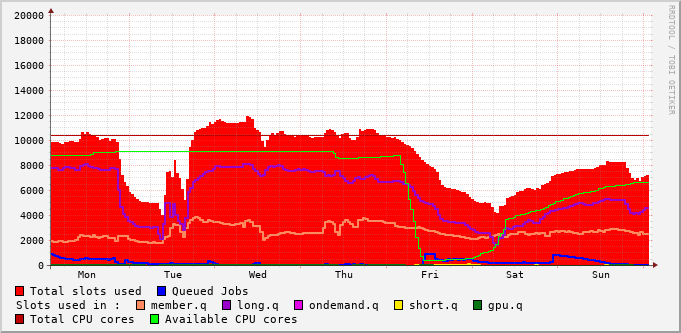 20000
18000
16000
14000
12000
10000
8000
6000
4000
2000
0
Mon Tue Wed Thu Fri Sat Sun
RRDTOOL / TOBI OETIKER
Total slots used Queued Jobs
Slots used in : member.q long.q ondemand.q short.q gpu.q
Total CPU cores Available CPU cores